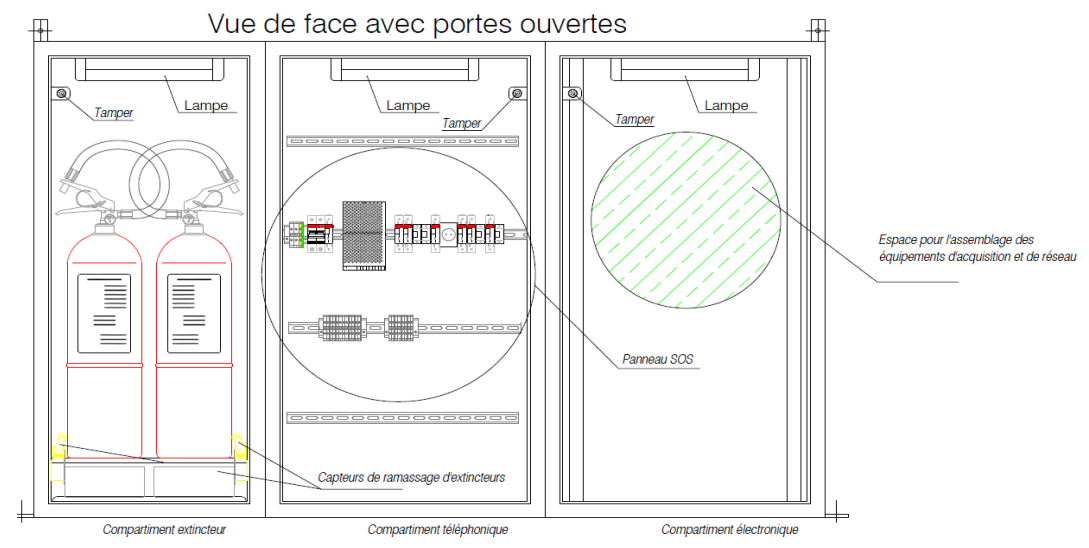 Vue de face avec portes ouvertes
Lampe
Tamper
Lampe
Tamper
Lampe
Tamper
Espace pour l'assemblage des
équipements d'acquisition et de réseau
Panneau SOS
Capteurs de ramassage d'extincteurs
Compartiment extincteur
Compartiment téléphonique
Compartiment électronique